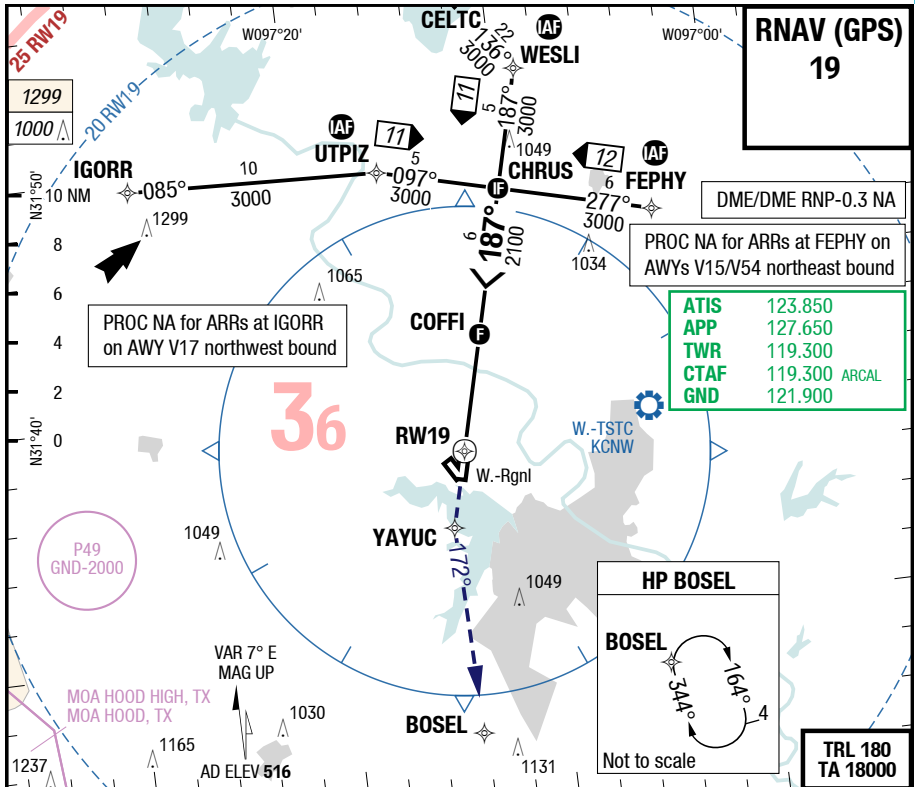 RNAV (GPS)
19
25 RW19
W097°20'
CELTC
22
136°
3000
IAF
WESLI
W097°00'
1299
1000
20 RW19
11
5
187°
3000
1049
IAF
UTPIZ
11
5
097°
3000
CHRUS
IF
12
IAF
FEPHY
6
277°
3000
IGORR
085°
10
3000
N31°50'
10 NM
1299
DME/DME RNP-0.3 NA
PROC NA for ARRs at FEPHY on
AWYs V15/V54 northeast bound
6
187°
2100
1034
8
6
4
2
0
N31°40'
1065
PROC NA for ARRs at IGORR
on AWY V17 northwest bound
COFFI
F
ATIS 123.850
APP 127.650
TWR 119.300
CTAF 119.300 ARCAL
GND 121.900
36
RW19
W.-Rgnl
W.-TSTC
KCNW
1049
YAYUC
172°
P49
GND-2000
1049
HP BOSEL
BOSEL
344°
164°
4
Not to scale
VAR 7° E
MAG UP
MOA HOOD HIGH, TX
MOA HOOD, TX
1030
BOSEL
1165
1237
AD ELEV 516
1131
TRL 180
TA 18000